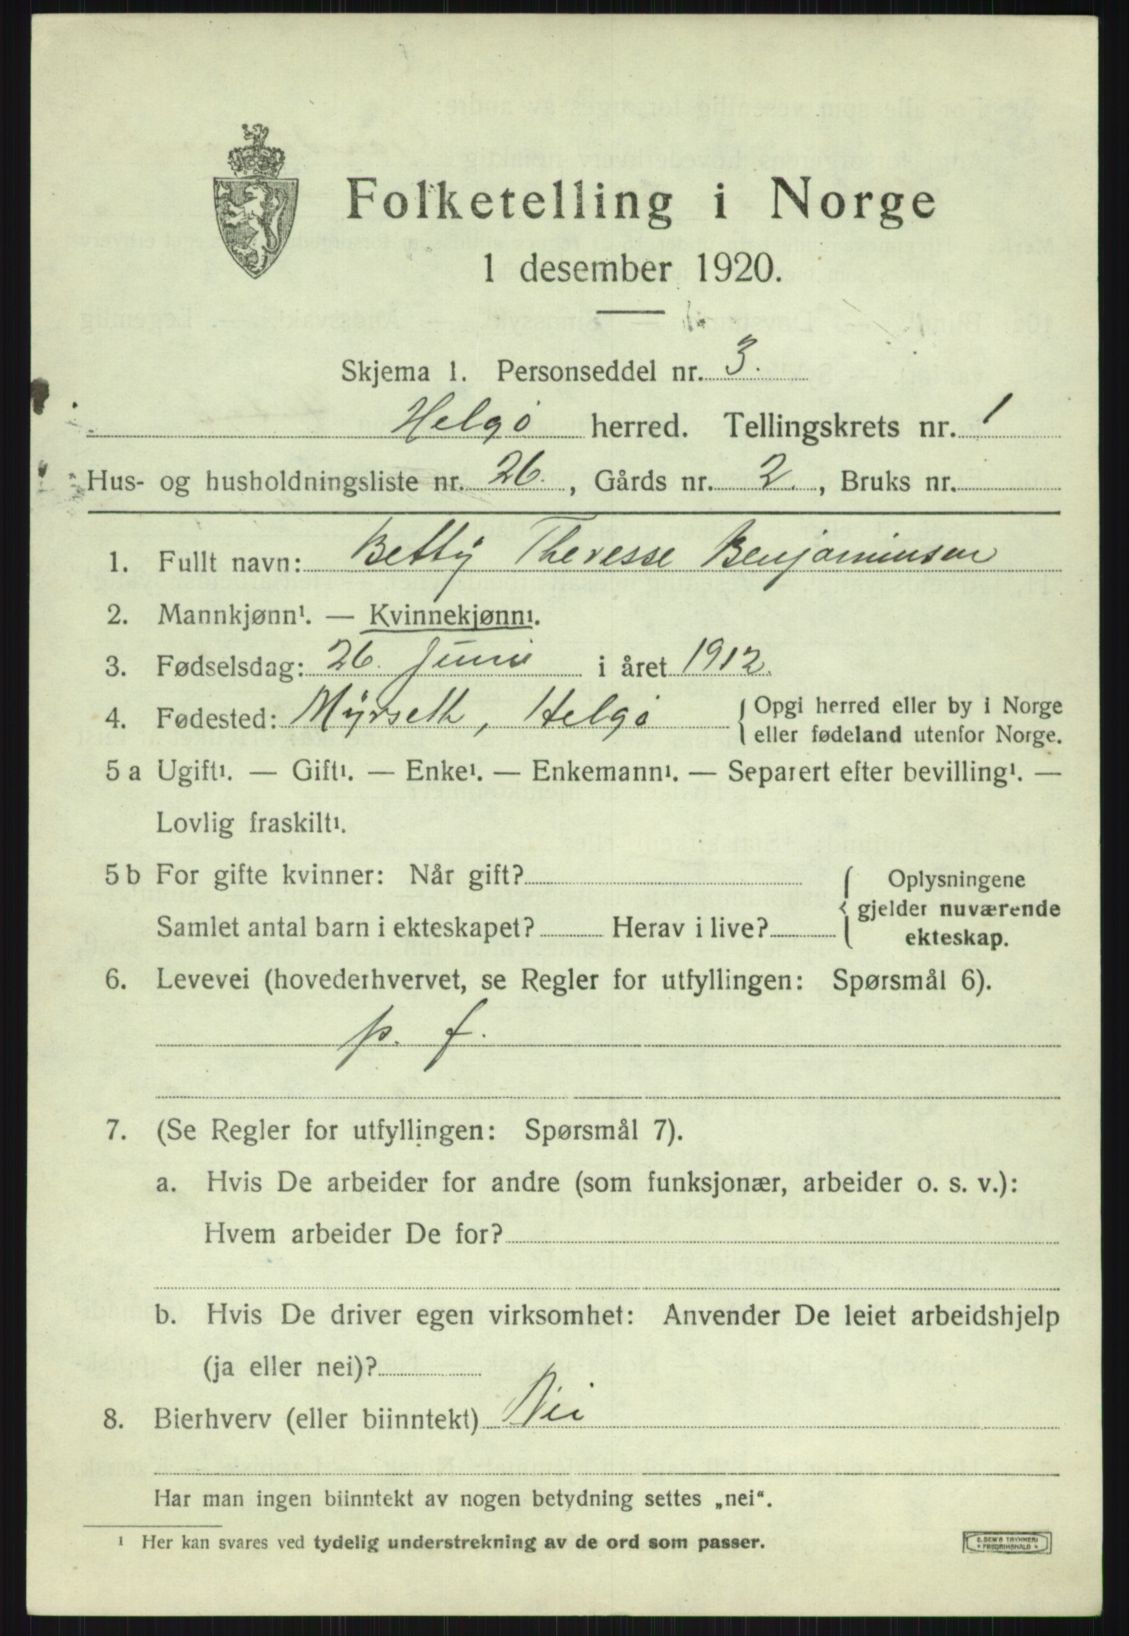 Folketelling i Norge
1 desember 1920.
Skjema 1. Personseddel nr. 3.
Helgø herred. Tellingskrets nr. 1
Hus- og husholdningsliste nr. 26., Gårds nr. 2., Bruks nr.
1. Fullt navn: Betty Theresse Benjaminsen
2. Mannkjønn¹. — Kvinnekjønn¹.
3. Fødselsdag: 26. Juni i året 1912.
4. Fødested: Myrseth, Helgø { Opgi herred eller by i Norge
eller fødeland utenfor Norge.
5 a Ugift¹. — Gift¹. — Enke¹. — Enkemann¹. — Separert efter bevilling¹. —
Lovlig fraskilt¹.
5 b For gifte kvinner: Når gift? { Oplysningene
gjelder nuværende
Samlet antal barn i ekteskapet? Herav i live? ekteskap.
6. Levevei (hovederhvervet, se Regler for utfyllingen: Spørsmål 6).
p. f.
7. (Se Regler for utfyllingen: Spørsmål 7).
a. Hvis De arbeider for andre (som funksjonær, arbeider o. s. v.):
Hvem arbeider De for?
b. Hvis De driver egen virksomhet: Anvender De leiet arbeidshjelp
(ja eller nei)?
8. Bierhverv (eller biinntekt) Nei
Har man ingen biinntekt av nogen betydning settes „nei“.
¹ Her kan svares ved tydelig understrekning av de ord som passer.